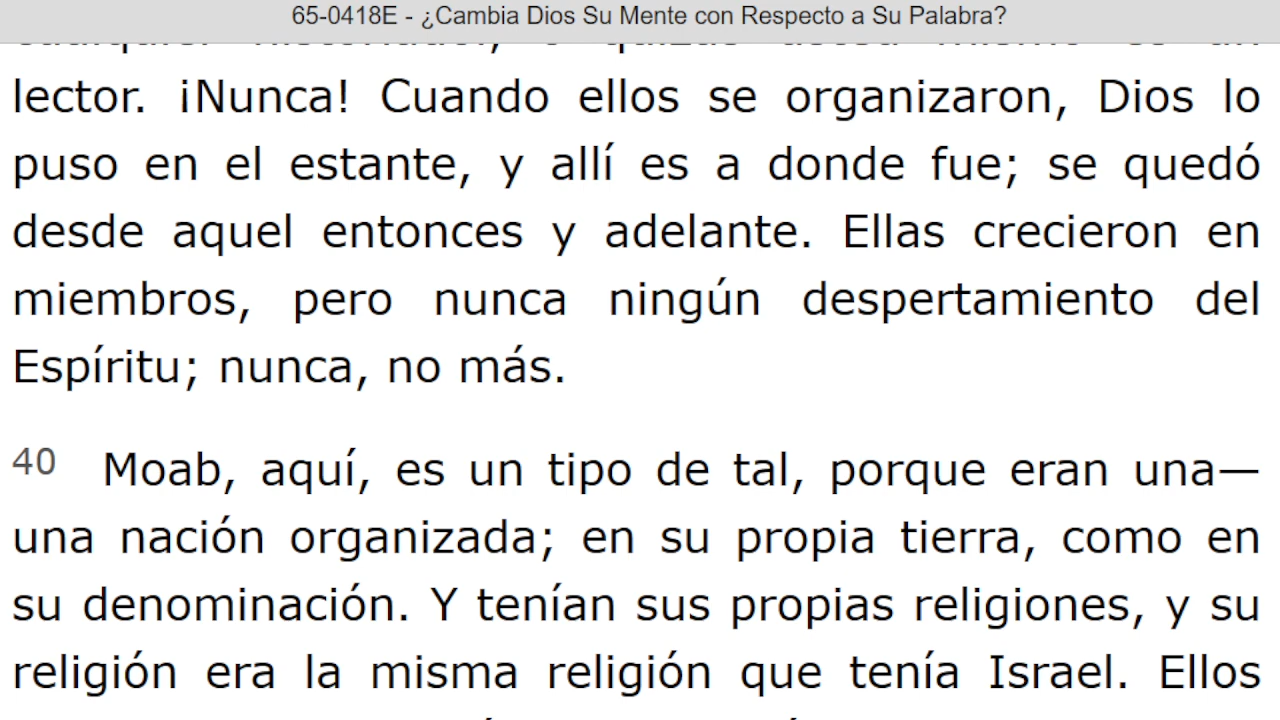 65-0418E - ¿Cambia Dios Su Mente con Respecto a Su Palabra?
lector. ¡Nunca! Cuando ellos se organizaron, Dios lo
puso en el estante, y allí es a donde fue; se quedó
desde aquel entonces y adelante. Ellas crecieron en
miembros, pero nunca ningún despertamiento del
Espíritu; nunca, no más.
40 Moab, aquí, es un tipo de tal, porque eran una—
una nación organizada; en su propia tierra, como en
su denominación. Y tenían sus propias religiones, y su
religión era la misma religión que tenía Israel. Ellos